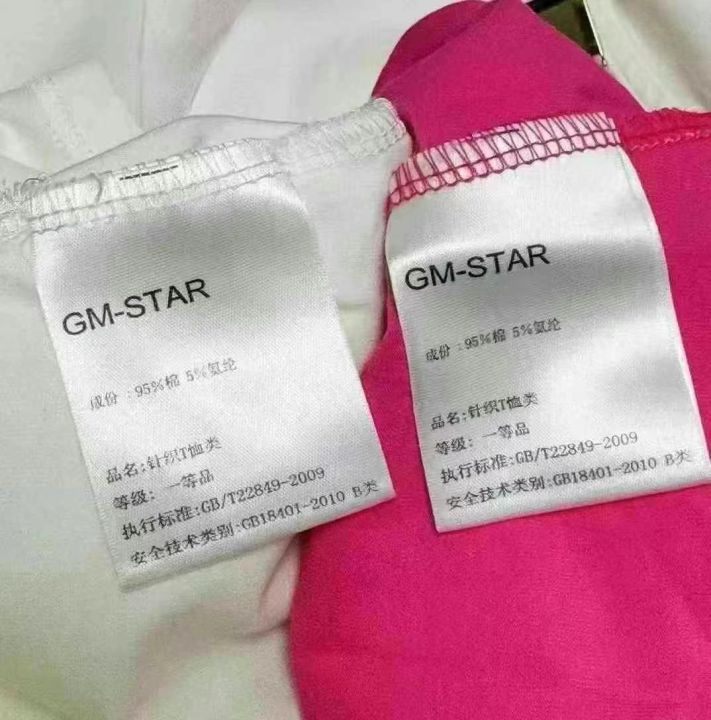 GM-STAR
成份：95%棉 5%氨纶
品名:针织T恤类
等级：一等品
执行标准:GB/T22849-2009
安全技术类别:GB18401-2010 B类
GM-STAR
成份：95%棉 5%氨纶
品名:针织T恤类
等级：一等品
执行标准:GB/T22849-2009
安全技术类别:GB18401-2010 B类